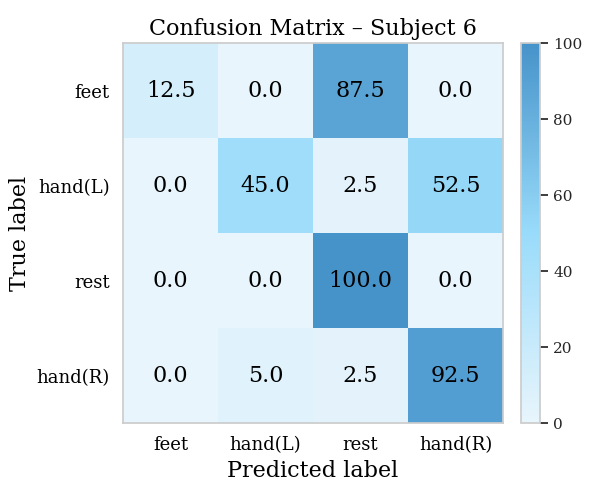 Confusion Matrix – Subject 6
feet 12.5 0.0 87.5 0.0
hand(L) 0.0 45.0 2.5 52.5
rest 0.0 0.0 100.0 0.0
hand(R) 0.0 5.0 2.5 92.5
feet hand(L) rest hand(R)
Predicted label
True label
100
80
60
40
20
0